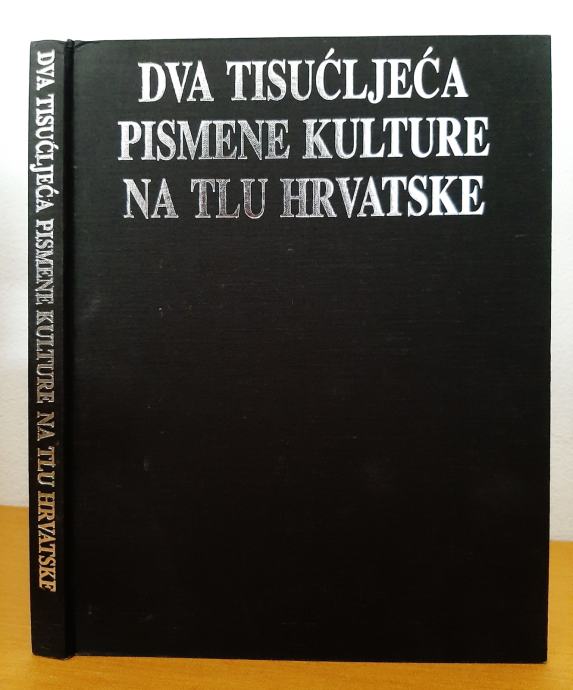 DVA TISUĆLJEĆA
PISMENE KULTURE
NA TLU HRVATSKE
DVA TISUĆLJEĆA PISMENE KULTURE NA TLU HRVATSKE